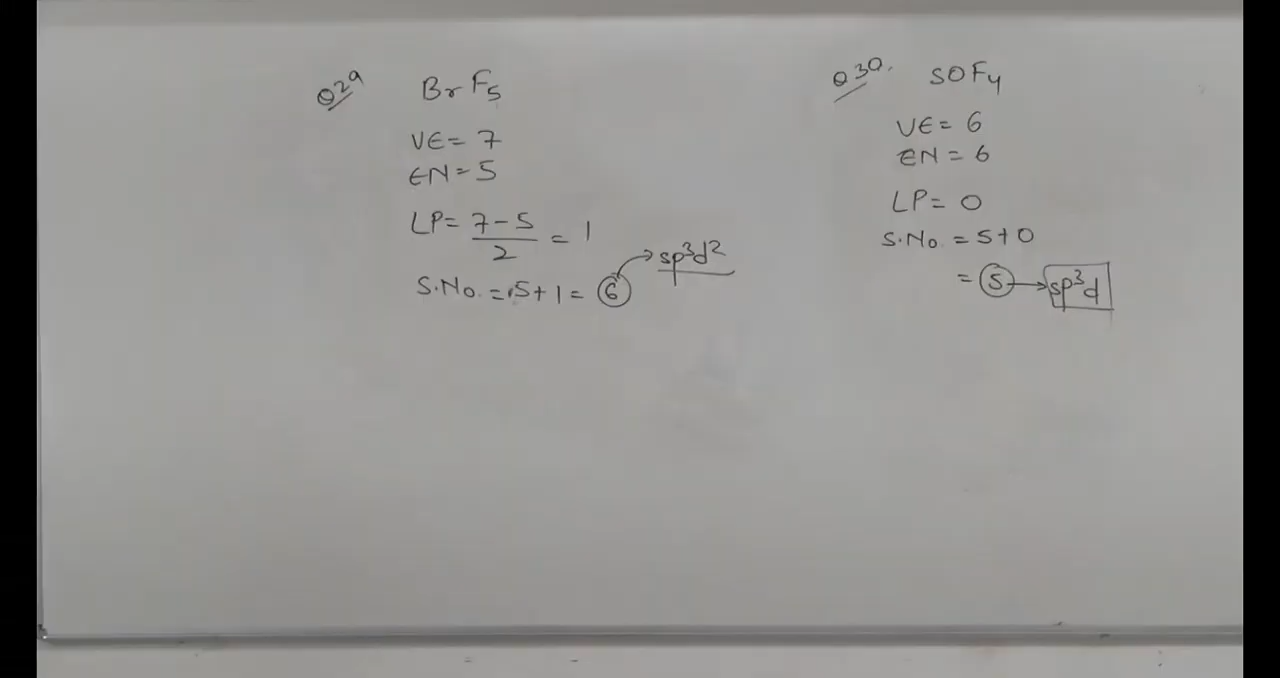 Q29
BrF5
VE = 7
EN = 5
LP = 7 - 5 / 2 = 1
S.No. = 5 + 1 = 6 → sp³d²
Q30.
SOF4
VE = 6
EN = 6
LP = 0
S.No. = 5 + 0
= 5 → sp³d